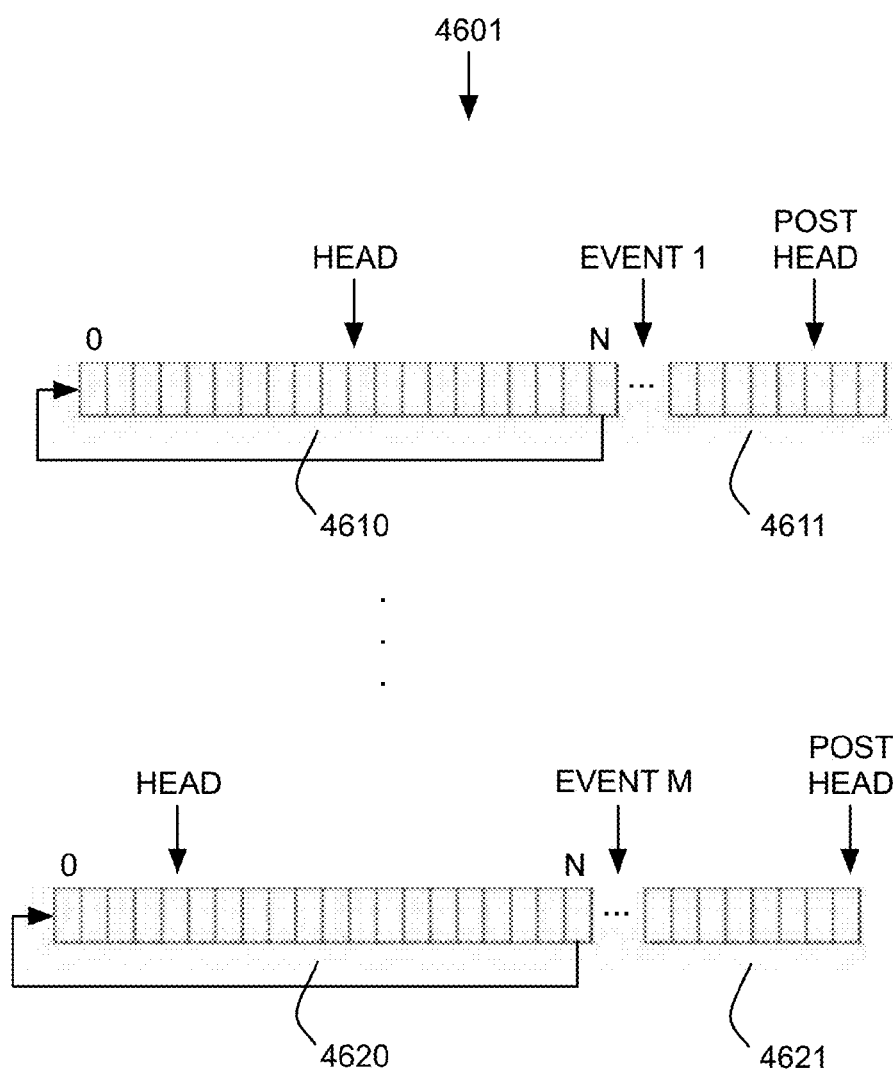 4601
HEAD
EVENT 1
POST
HEAD
0
N
...
4610
4611
HEAD
EVENT M
POST
HEAD
0
N
...
4620
4621